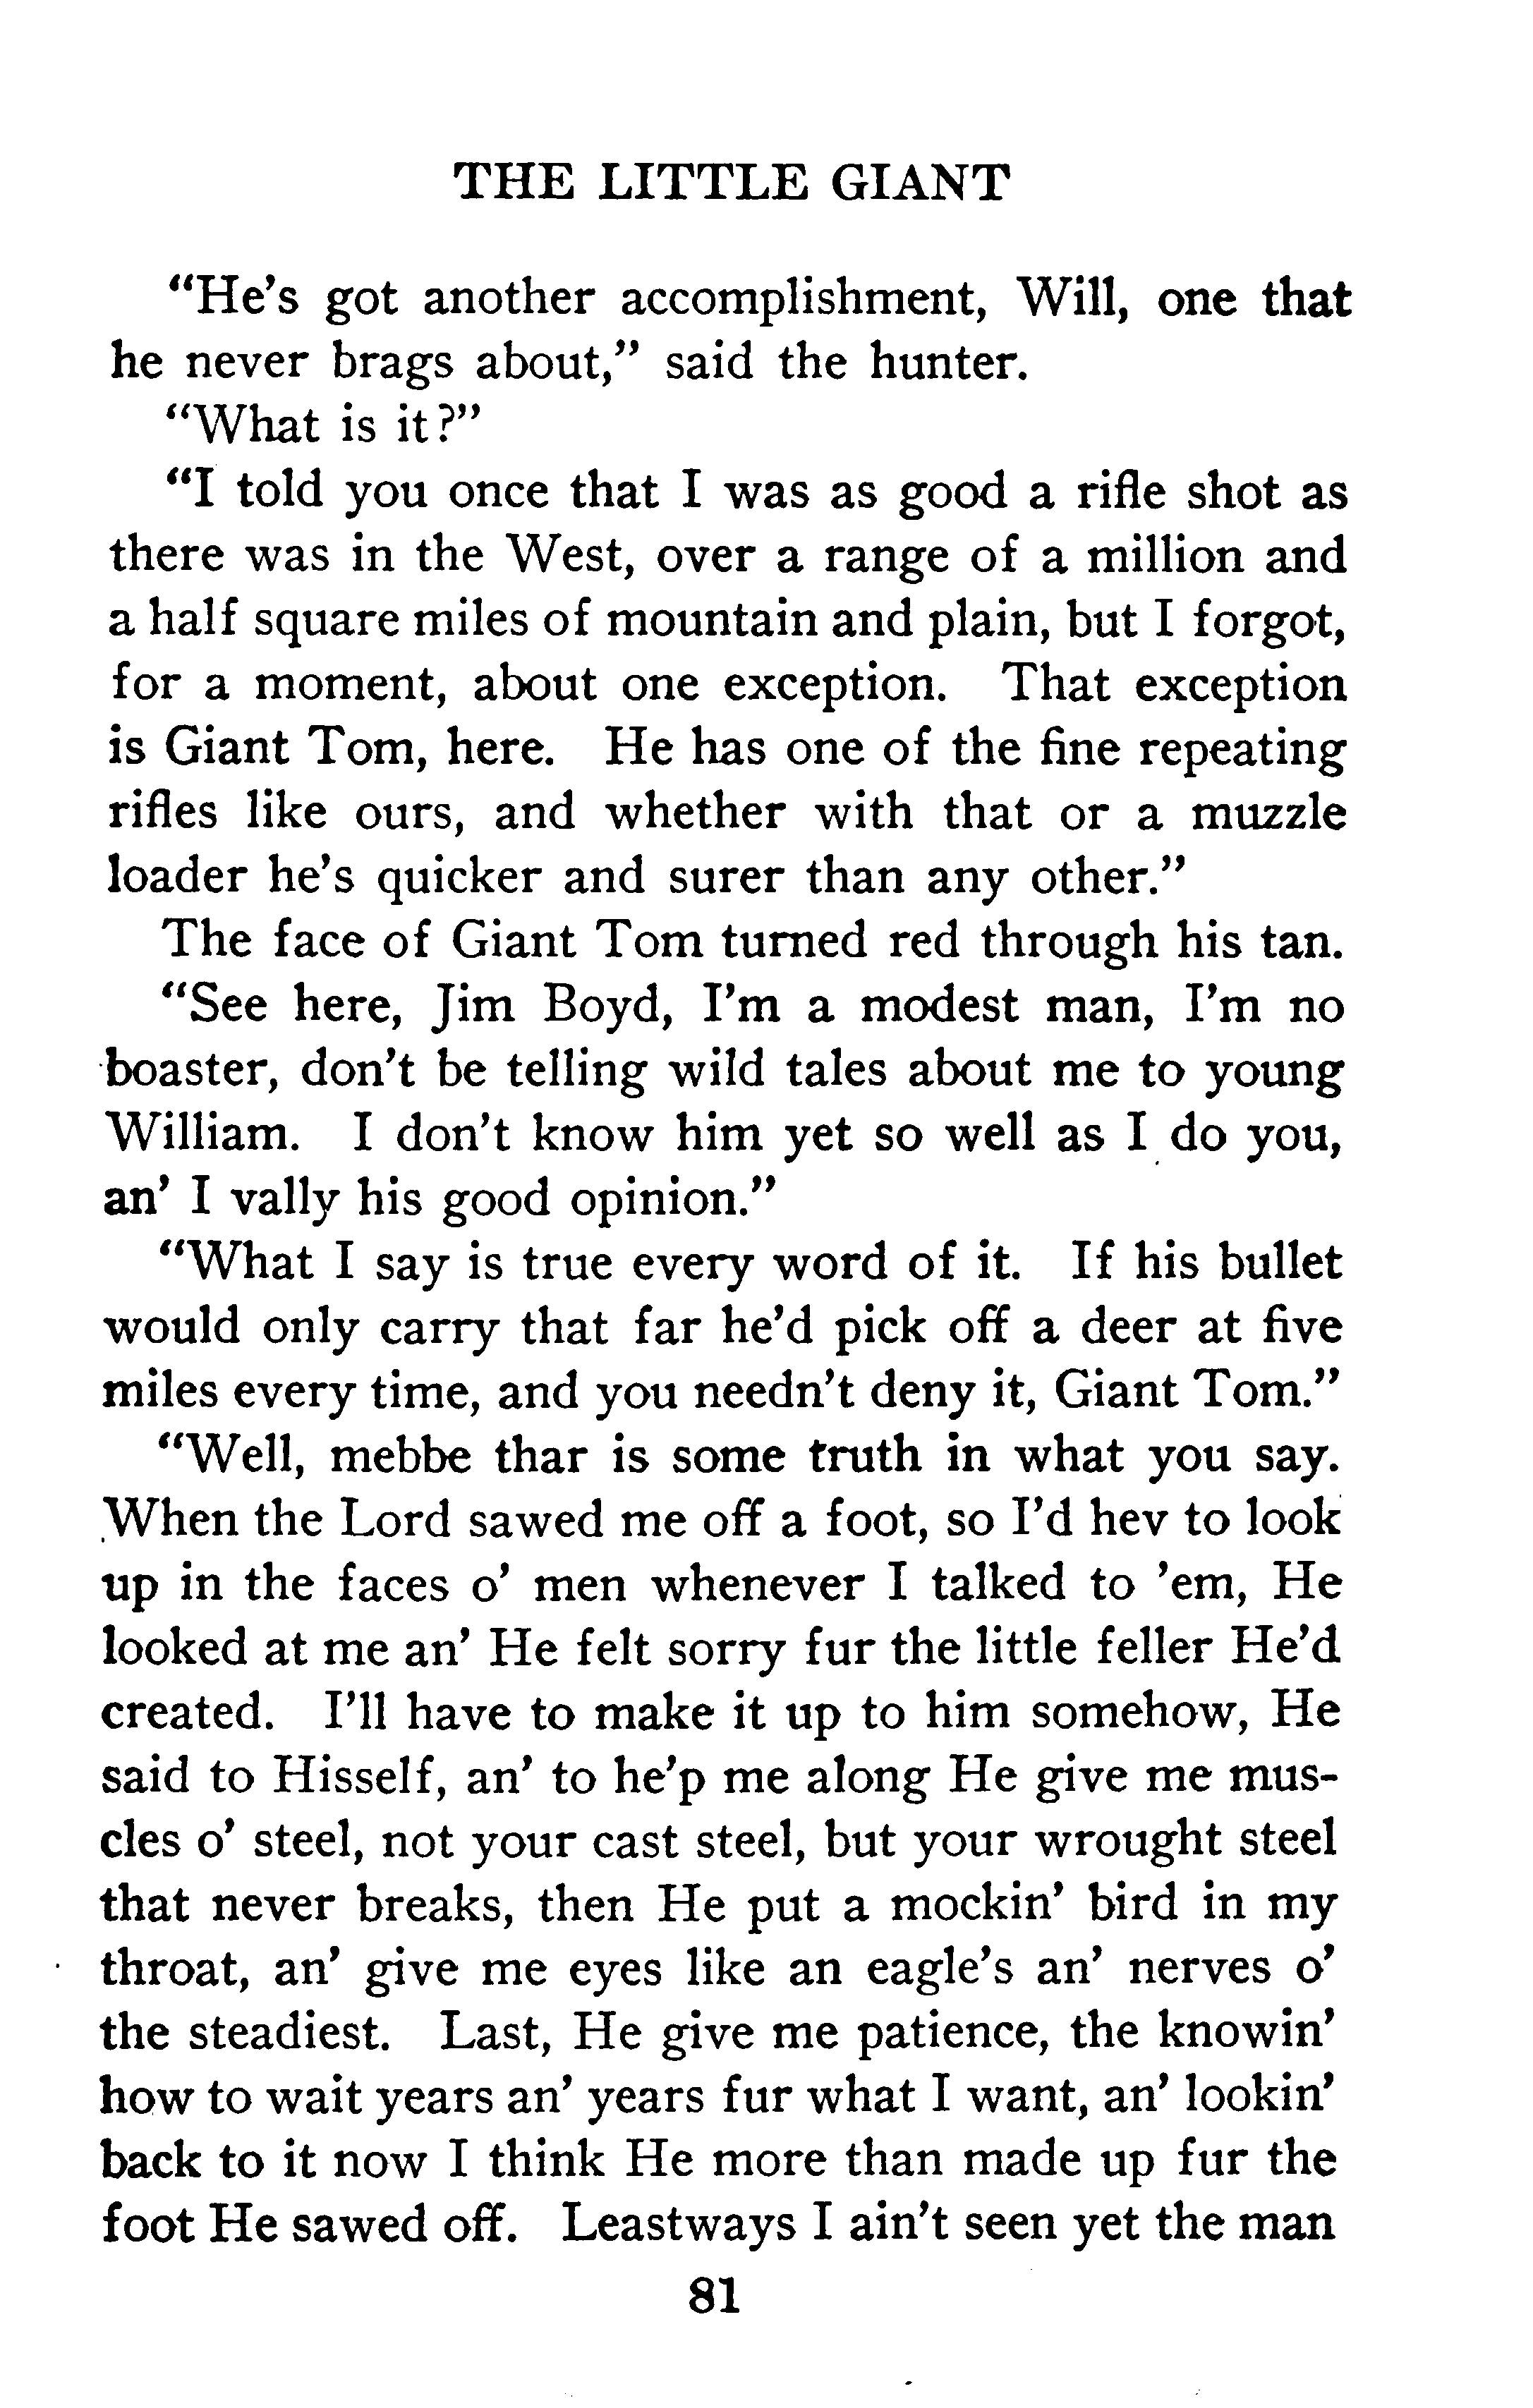 THE LITTLE GIANT
"He's got another accomplishment, Will, one that
he never brags about," said the hunter.
"What is it?"
"I told you once that I was as good a rifle shot as
there was in the West, over a range of a million and
a half square miles of mountain and plain, but I forgot,
for a moment, about one exception. That exception
is Giant Tom, here. He has one of the fine repeating
rifles like ours, and whether with that or a muzzle
loader he's quicker and surer than any other."
The face of Giant Tom turned red through his tan.
"See here, Jim Boyd, I'm a modest man, I'm no
boaster, don't be telling wild tales about me to young
William. I don't know him yet so well as I do you,
an' I vally his good opinion."
"What I say is true every word of it. If his bullet
would only carry that far he'd pick off a deer at five
miles every time, and you needn't deny it, Giant Tom."
"Well, mebbe thar is some truth in what you say.
When the Lord sawed me off a foot, so I'd hev to look
up in the faces o' men whenever I talked to 'em, He
looked at me an' He felt sorry fur the little feller He'd
created. I'll have to make it up to him somehow, He
said to Hisself, an' to he'p me along He give me mus-
cles o' steel, not your cast steel, but your wrought steel
that never breaks, then He put a mockin' bird in my
throat, an' give me eyes like an eagle's an' nerves o'
the steadiest. Last, He give me patience, the knowin'
how to wait years an' years fur what I want, an' lookin'
back to it now I think He more than made up fur the
foot He sawed off. Leastways I ain't seen yet the man
81